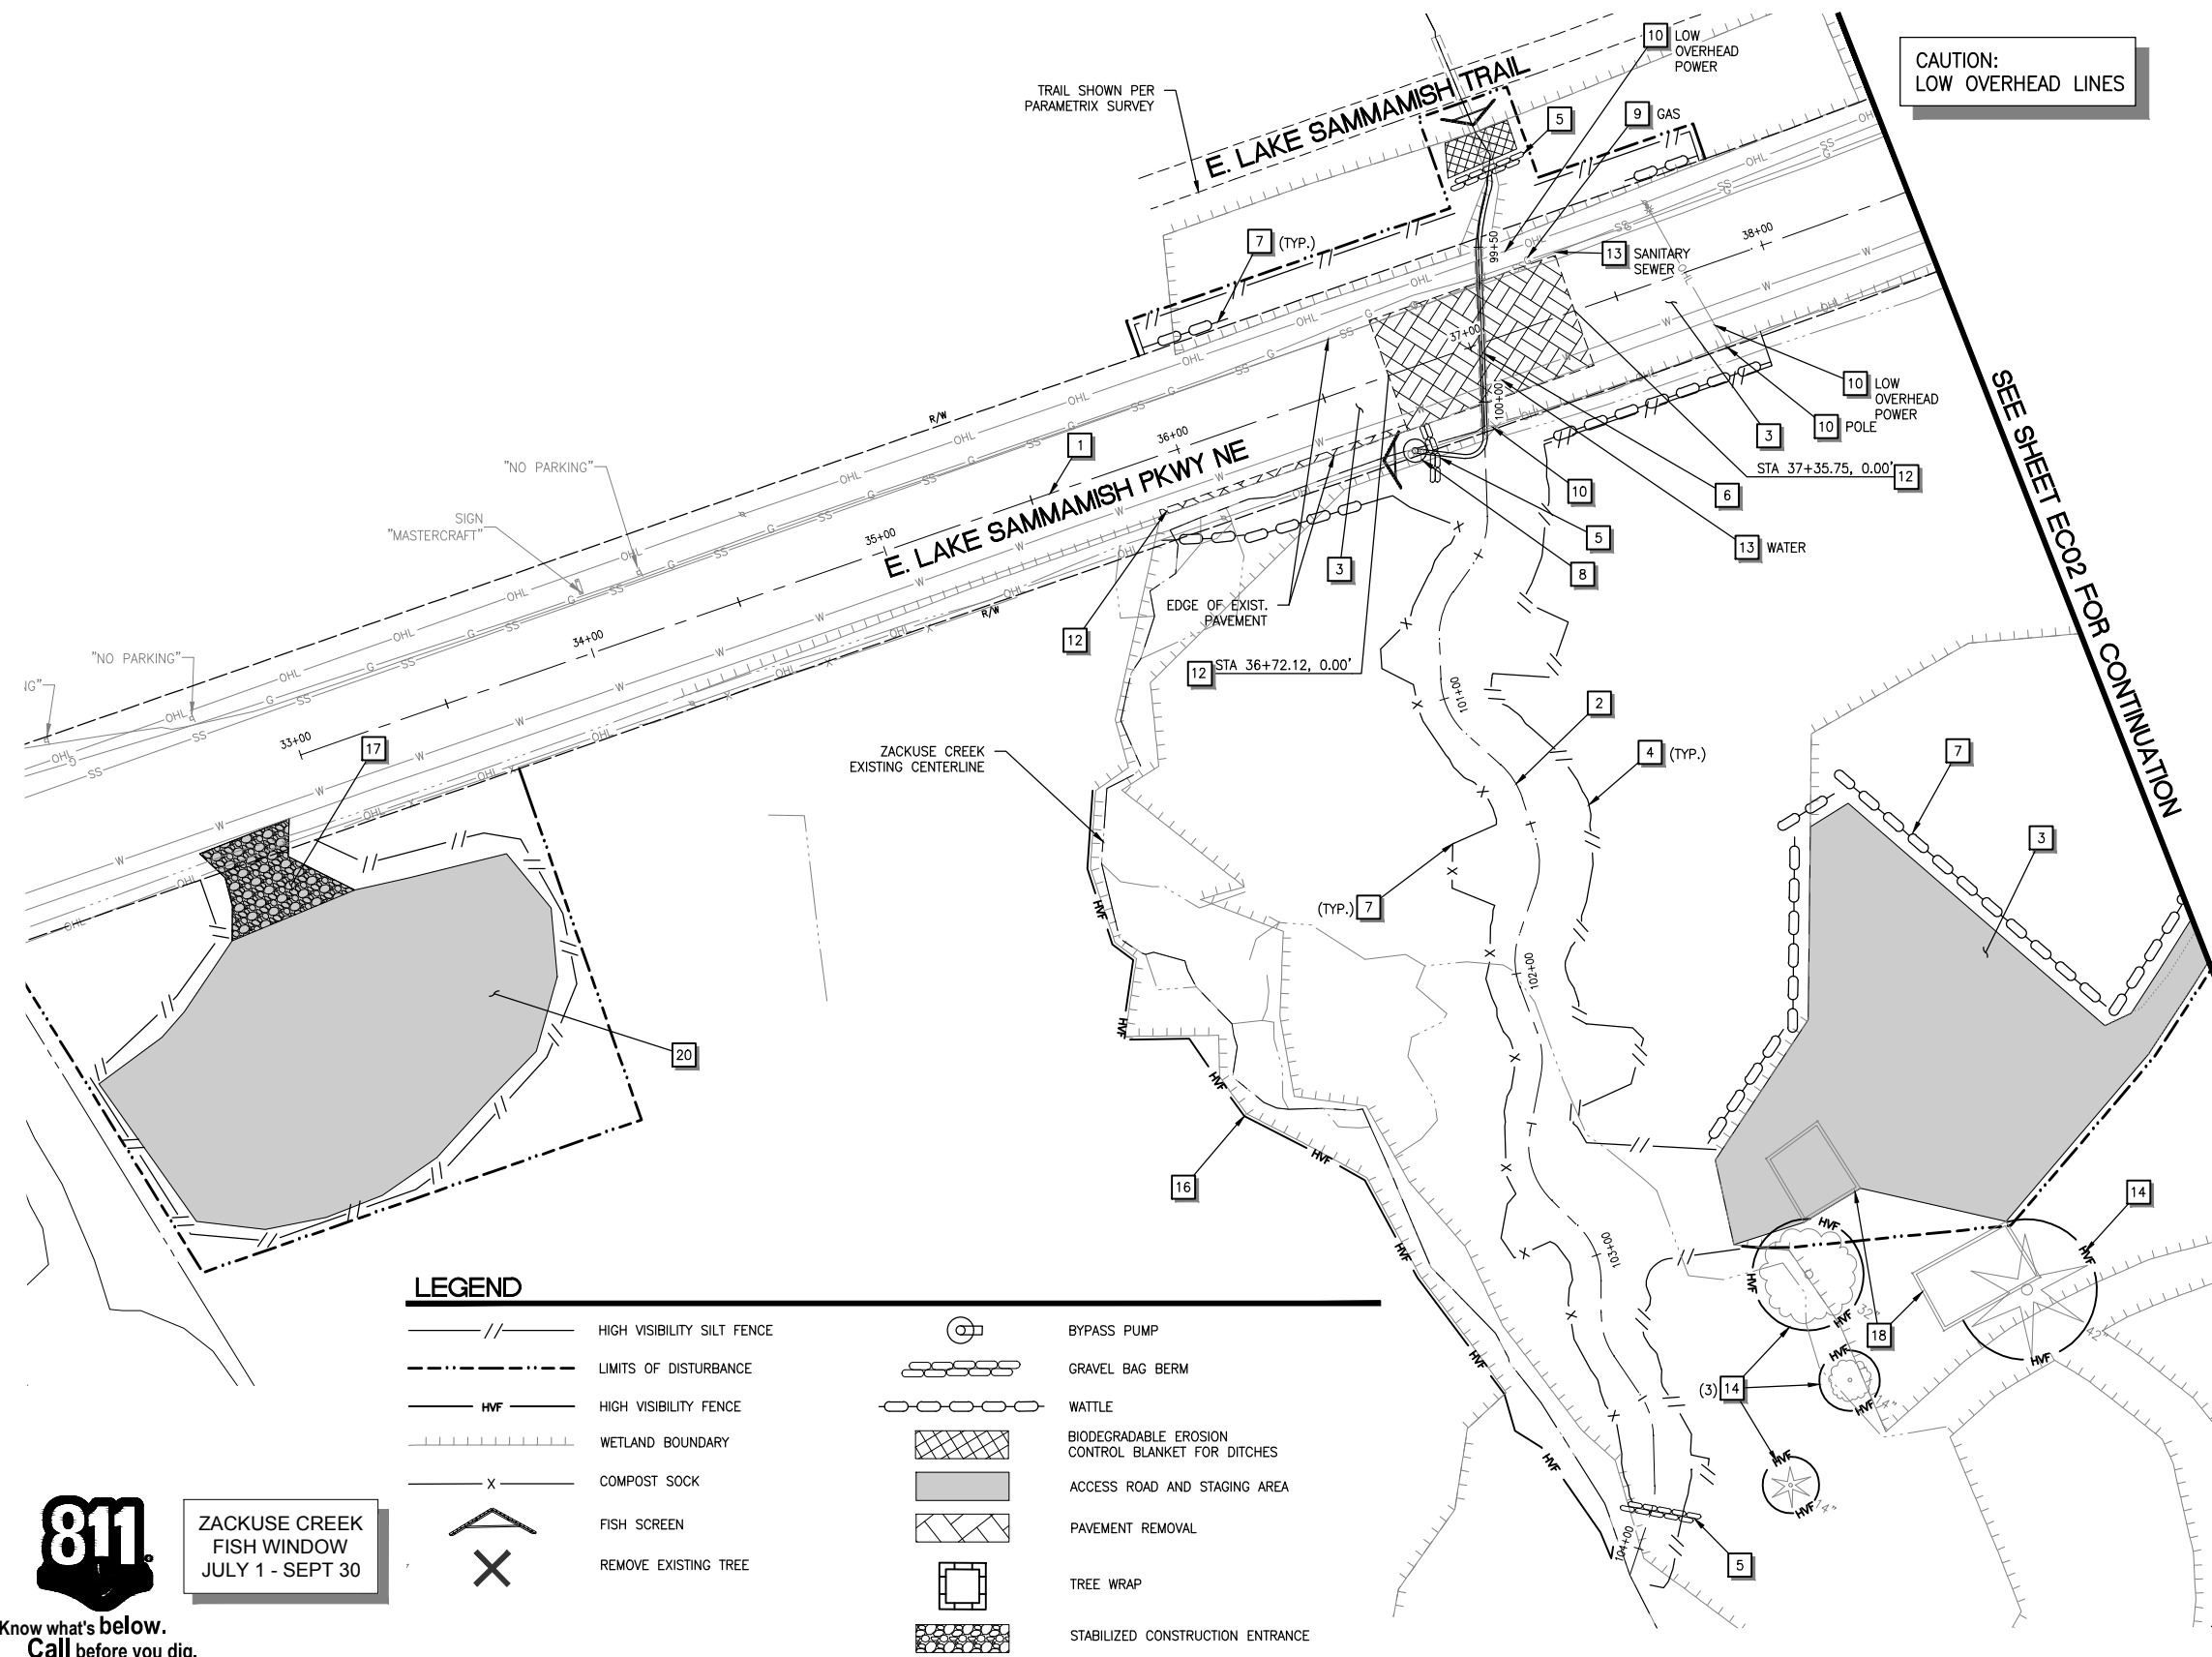 CAUTION:
LOW OVERHEAD LINES
10 LOW
OVERHEAD
POWER
TRAIL SHOWN PER
PARAMETRIX SURVEY
E. LAKE SAMMAMISH TRAIL
5
9 GAS
7 (TYP.)
13 SANITARY
SEWER
99+50
38+00
37+00
100+00
10 LOW
OVERHEAD
POWER
10 POLE
3
STA 37+35.75, 0.00' 12
6
10
5
13 WATER
8
3
R/W
1
36+00
E. LAKE SAMMAMISH PKWY NE
35+00
"NO PARKING"
SIGN
"MASTERCRAFT"
EDGE OF EXIST.
PAVEMENT
12
12 STA 36+72.12, 0.00'
R/W
34+00
"NO PARKING"
NG"
33+00
17
SEE SHEET EC02 FOR CONTINUATION
ZACKUSE CREEK
EXISTING CENTERLINE
101+00
2
4 (TYP.)
7
3
(TYP.) 7
102+00
20
16
14
103+00
18
(3) 14
32"
42"
14"
14"
104+00
5
OHL
SS
G
W
X
HVF
LEGEND
HIGH VISIBILITY SILT FENCE
LIMITS OF DISTURBANCE
HVF HIGH VISIBILITY FENCE
WETLAND BOUNDARY
X COMPOST SOCK
FISH SCREEN
REMOVE EXISTING TREE
BYPASS PUMP
GRAVEL BAG BERM
WATTLE
BIODEGRADABLE EROSION
CONTROL BLANKET FOR DITCHES
ACCESS ROAD AND STAGING AREA
PAVEMENT REMOVAL
TREE WRAP
STABILIZED CONSTRUCTION ENTRANCE
811
Know what's below.
Call before you dig.
ZACKUSE CREEK
FISH WINDOW
JULY 1 - SEPT 30